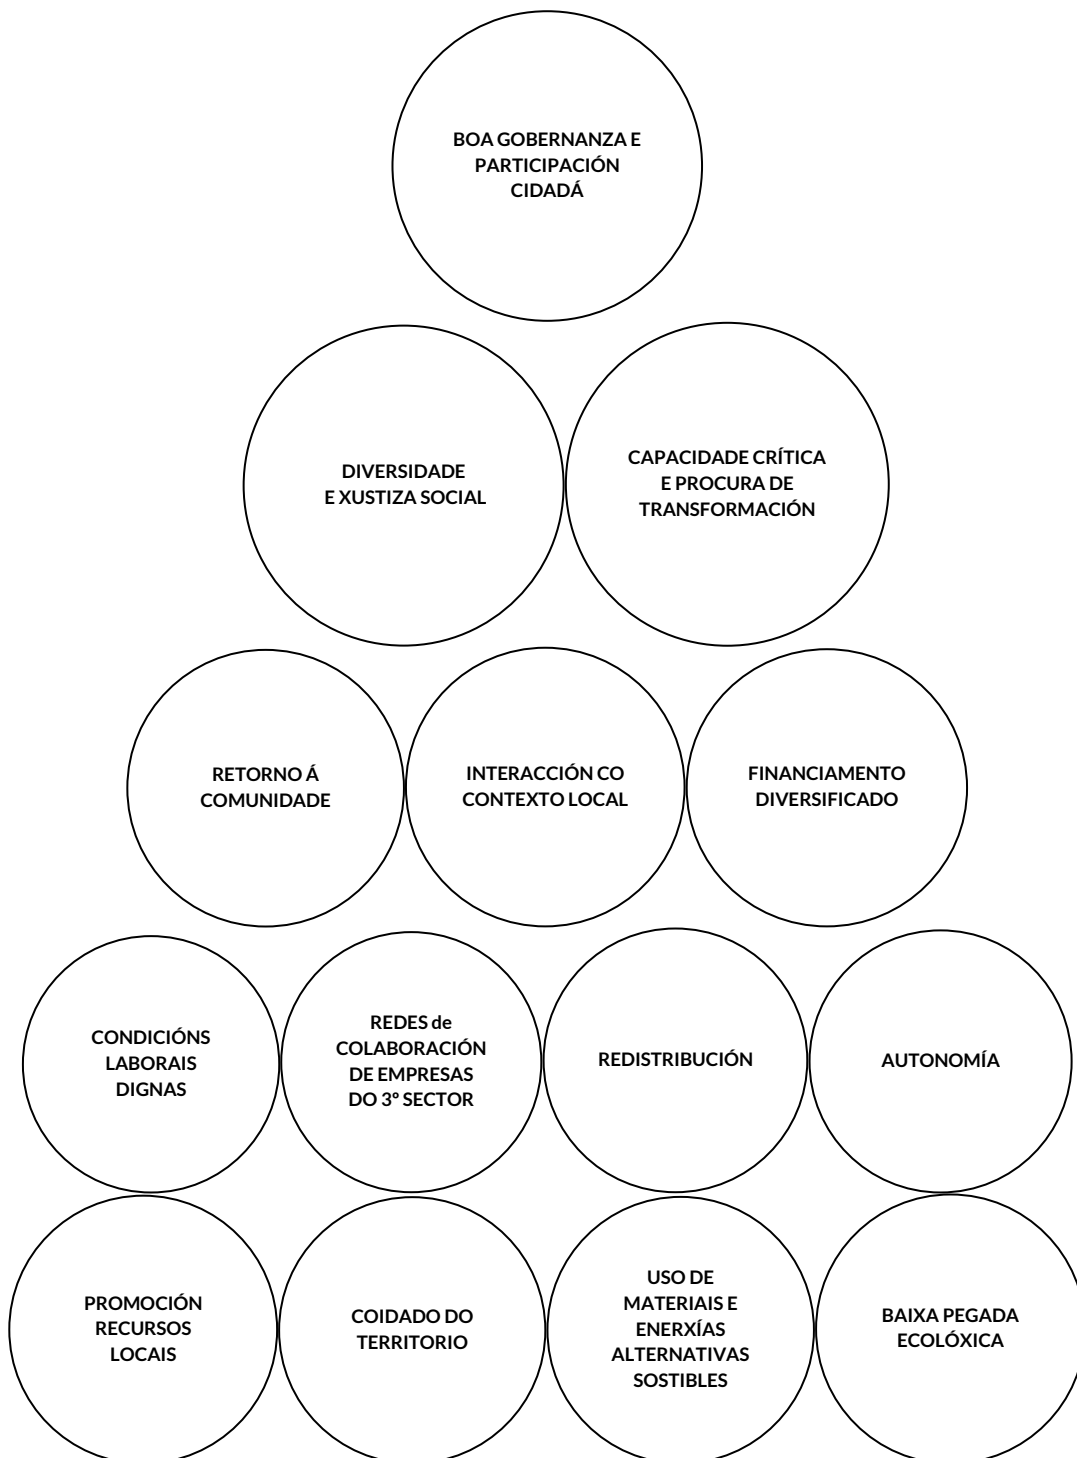 BOA GOBERNANZA E
PARTICIPACIÓN
CIDADÁ
DIVERSIDADE
E XUSTIZA SOCIAL
CAPACIDADE CRÍTICA
E PROCURA DE
TRANSFORMACIÓN
RETORNO Á
COMUNIDADE
INTERACCIÓN CO
CONTEXTO LOCAL
FINANCIAMENTO
DIVERSIFICADO
CONDICIÓNS
LABORAIS
DIGNAS
REDES de
COLABORACIÓN
DE EMPRESAS
DO 3º SECTOR
REDISTRIBUCIÓN
AUTONOMÍA
PROMOCIÓN
RECURSOS
LOCAIS
COIDADO DO
TERRITORIO
USO DE
MATERIAIS E
ENERXÍAS
ALTERNATIVAS
SOSTIBLES
BAIXA PEGADA
ECOLÓXICA